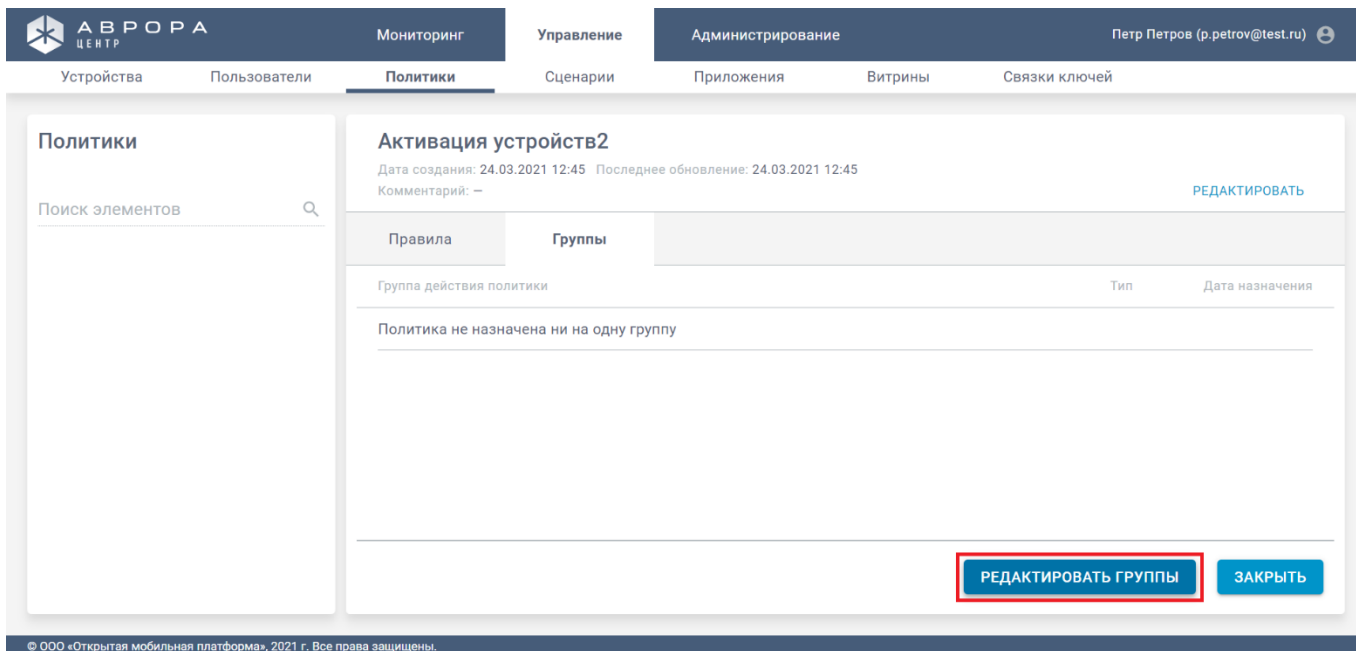 АВРОРА
ЦЕНТР
Мониторинг Управление Администрирование Петр Петров (p.petrov@test.ru)
Устройства Пользователи Политики Сценарии Приложения Витрины Связки ключей
Политики
Поиск элементов
Активация устройств2
Дата создания: 24.03.2021 12:45 Последнее обновление: 24.03.2021 12:45
Комментарий: —
РЕДАКТИРОВАТЬ
Правила Группы
Группа действия политики Тип Дата назначения
Политика не назначена ни на одну группу
РЕДАКТИРОВАТЬ ГРУППЫ ЗАКРЫТЬ
© ООО «Открытая мобильная платформа», 2021 г. Все права защищены.